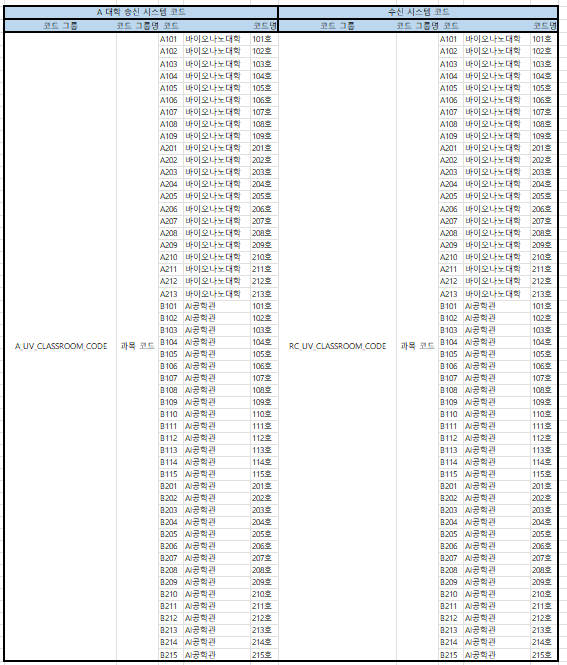 A 대학 송신 시스템 코드 수신 시스템 코드
코드 그룹 코드 그룹명 코드 코드명 코드 그룹 코드 그룹명 코드 코드명
A101 바이오나노대학 101호 A101 바이오나노대학 101호
A102 바이오나노대학 102호 A102 바이오나노대학 102호
A103 바이오나노대학 103호 A103 바이오나노대학 103호
A104 바이오나노대학 104호 A104 바이오나노대학 104호
A105 바이오나노대학 105호 A105 바이오나노대학 105호
A106 바이오나노대학 106호 A106 바이오나노대학 106호
A107 바이오나노대학 107호 A107 바이오나노대학 107호
A108 바이오나노대학 108호 A108 바이오나노대학 108호
A109 바이오나노대학 109호 A109 바이오나노대학 109호
A201 바이오나노대학 201호 A201 바이오나노대학 201호
A202 바이오나노대학 202호 A202 바이오나노대학 202호
A203 바이오나노대학 203호 A203 바이오나노대학 203호
A204 바이오나노대학 204호 A204 바이오나노대학 204호
A205 바이오나노대학 205호 A205 바이오나노대학 205호
A206 바이오나노대학 206호 A206 바이오나노대학 206호
A207 바이오나노대학 207호 A207 바이오나노대학 207호
A208 바이오나노대학 208호 A208 바이오나노대학 208호
A209 바이오나노대학 209호 A209 바이오나노대학 209호
A210 바이오나노대학 210호 A210 바이오나노대학 210호
A211 바이오나노대학 211호 A211 바이오나노대학 211호
A212 바이오나노대학 212호 A212 바이오나노대학 212호
A213 바이오나노대학 213호 A213 바이오나노대학 213호
B101 AI공학관 101호 B101 AI공학관 101호
B102 AI공학관 102호 B102 AI공학관 102호
B103 AI공학관 103호 B103 AI공학관 103호
A_UV_CLASSROOM_CODE 과목 코드 B104 AI공학관 104호 RC_UV_CLASSROOM_CODE 과목 코드 B104 AI공학관 104호
B105 AI공학관 105호 B105 AI공학관 105호
B106 AI공학관 106호 B106 AI공학관 106호
B107 AI공학관 107호 B107 AI공학관 107호
B108 AI공학관 108호 B108 AI공학관 108호
B109 AI공학관 109호 B109 AI공학관 109호
B110 AI공학관 110호 B110 AI공학관 110호
B111 AI공학관 111호 B111 AI공학관 111호
B112 AI공학관 112호 B112 AI공학관 112호
B113 AI공학관 113호 B113 AI공학관 113호
B114 AI공학관 114호 B114 AI공학관 114호
B115 AI공학관 115호 B115 AI공학관 115호
B201 AI공학관 201호 B201 AI공학관 201호
B202 AI공학관 202호 B202 AI공학관 202호
B203 AI공학관 203호 B203 AI공학관 203호
B204 AI공학관 204호 B204 AI공학관 204호
B205 AI공학관 205호 B205 AI공학관 205호
B206 AI공학관 206호 B206 AI공학관 206호
B207 AI공학관 207호 B207 AI공학관 207호
B208 AI공학관 208호 B208 AI공학관 208호
B209 AI공학관 209호 B209 AI공학관 209호
B210 AI공학관 210호 B210 AI공학관 210호
B211 AI공학관 211호 B211 AI공학관 211호
B212 AI공학관 212호 B212 AI공학관 212호
B213 AI공학관 213호 B213 AI공학관 213호
B214 AI공학관 214호 B214 AI공학관 214호
B215 AI공학관 215호 B215 AI공학관 215호